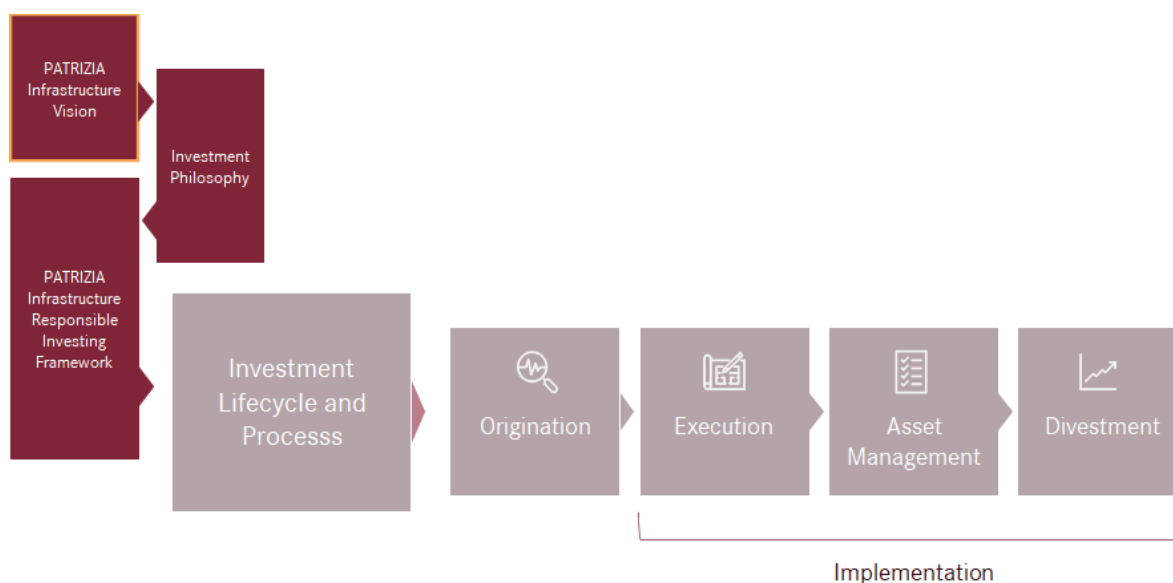 PATRIZIA
Infrastructure
Vision
Investment
Philosophy
PATRIZIA
Infrastructure
Responsible
Investing
Framework
Investment
Lifecycle and
Processs
Origination
Execution
Asset
Management
Divestment
Implementation